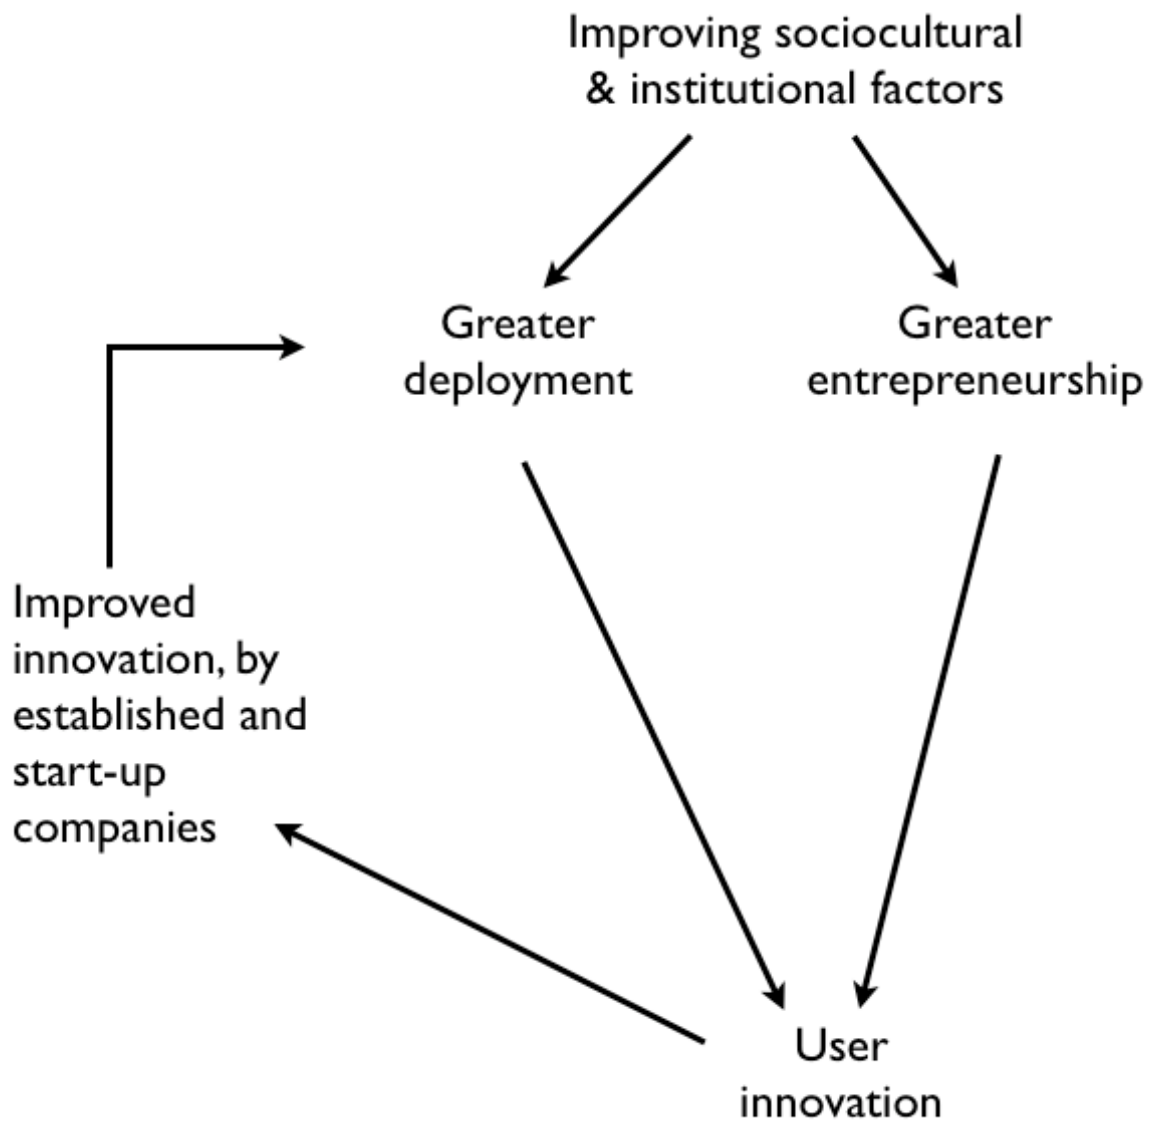 Improving sociocultural
& institutional factors
Greater
deployment
Greater
entrepreneurship
Improved
innovation, by
established and
start-up
companies
User
innovation